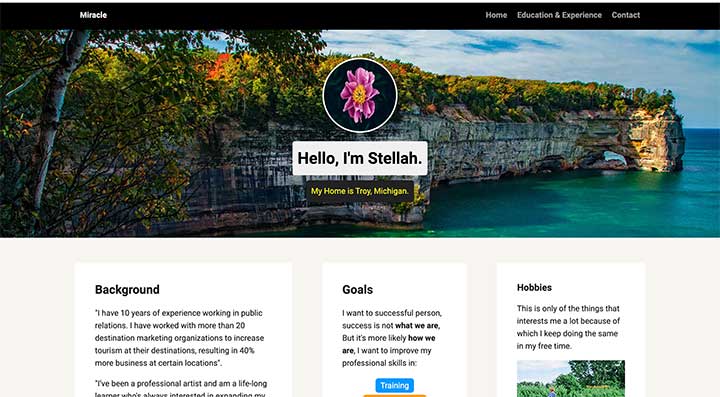 Miracle
Home Education & Experience Contact
Hello, I'm Stellah.
My Home is Troy, Michigan.
Background
"I have 10 years of experience working in public
relations. I have worked with more than 20
destination marketing organizations to increase
tourism at their destinations, resulting in 40%
more business at certain locations".
"I've been a professional artist and am a life-long
learner who's always interested in expanding my
Goals
I want to successful person,
success is not what we are,
But it's more likely how we
are, I want to improve my
professional skills in:
Training
Hobbies
This is only of the things that
interests me a lot because of
which I keep doing the same
in my free time.